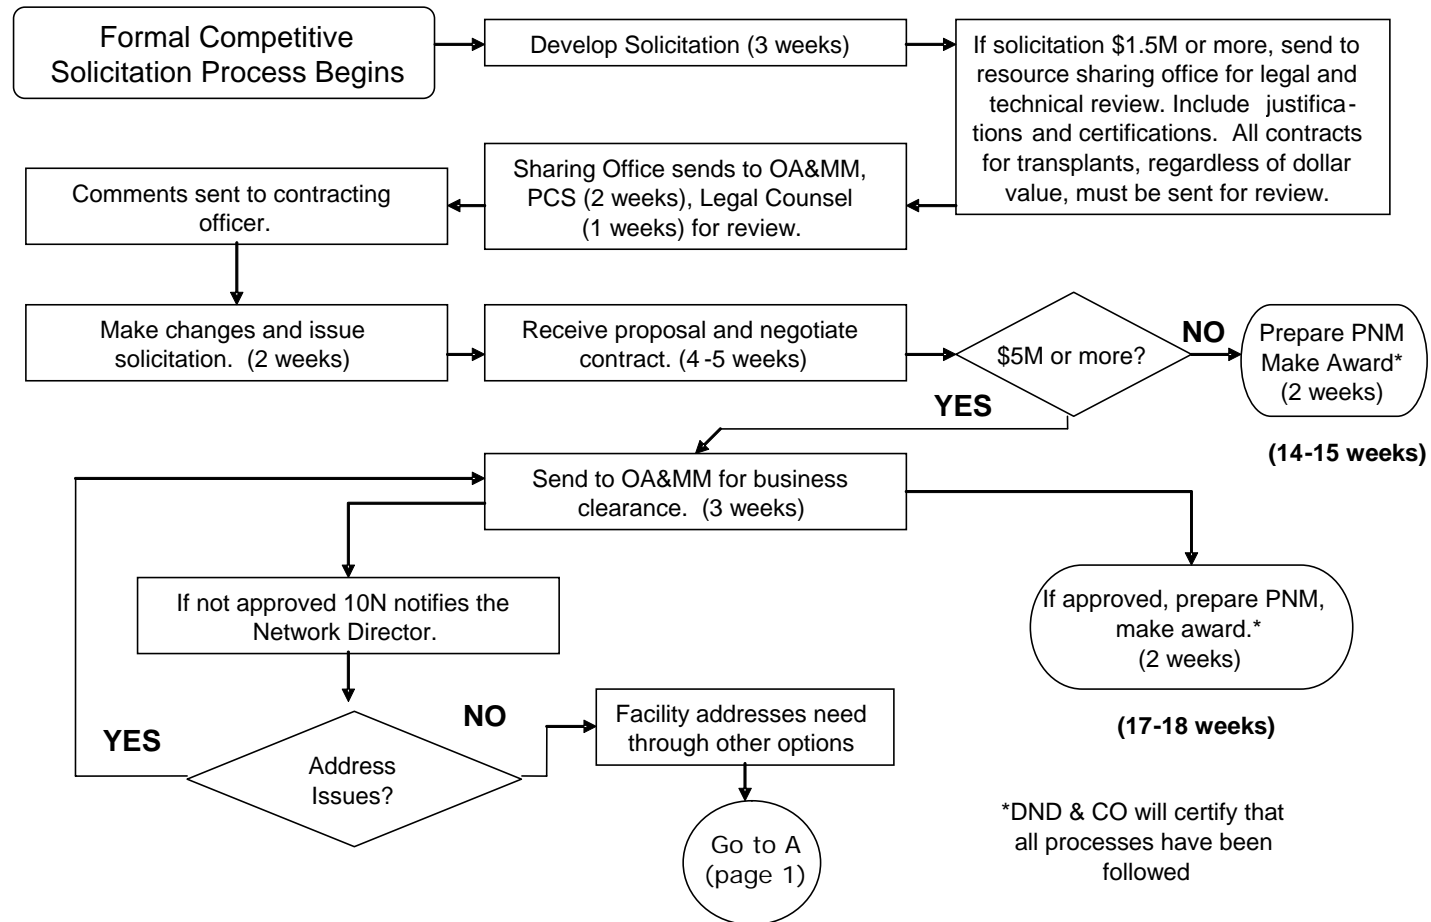 Formal Competitive
Solicitation Process Begins
Develop Solicitation (3 weeks)
If solicitation $1.5M or more, send to
resource sharing office for legal and
technical review. Include justifica-
tions and certifications. All contracts
for transplants, regardless of dollar
value, must be sent for review.
Sharing Office sends to OA&MM,
PCS (2 weeks), Legal Counsel
(1 weeks) for review.
Comments sent to contracting
officer.
Make changes and issue
solicitation. (2 weeks)
Receive proposal and negotiate
contract. (4-5 weeks)
$5M or more?
NO
Prepare PNM
Make Award*
(2 weeks)
(14-15 weeks)
YES
Send to OA&MM for business
clearance. (3 weeks)
If not approved 10N notifies the
Network Director.
If approved, prepare PNM,
make award.*
(2 weeks)
(17-18 weeks)
Address
Issues?
YES
NO
Facility addresses need
through other options
Go to A
(page 1)
*DND & CO will certify that
all processes have been
followed